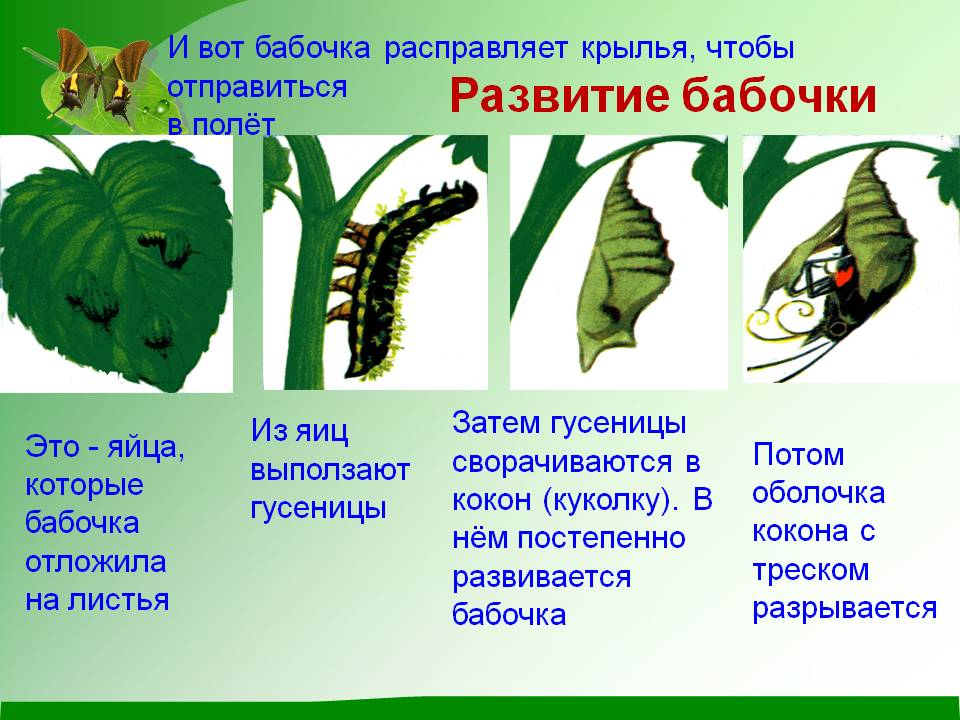 И вот бабочка расправляет крылья, чтобы
отправиться
в полёт
Развитие бабочки
Это - яйца,
которые
бабочка
отложила
на листья
Из яиц
выползают
гусеницы
Затем гусеницы
сворачиваются в
кокон (куколку). В
нём постепенно
развивается
бабочка
Потом
оболочка
кокона с
треском
разрывается